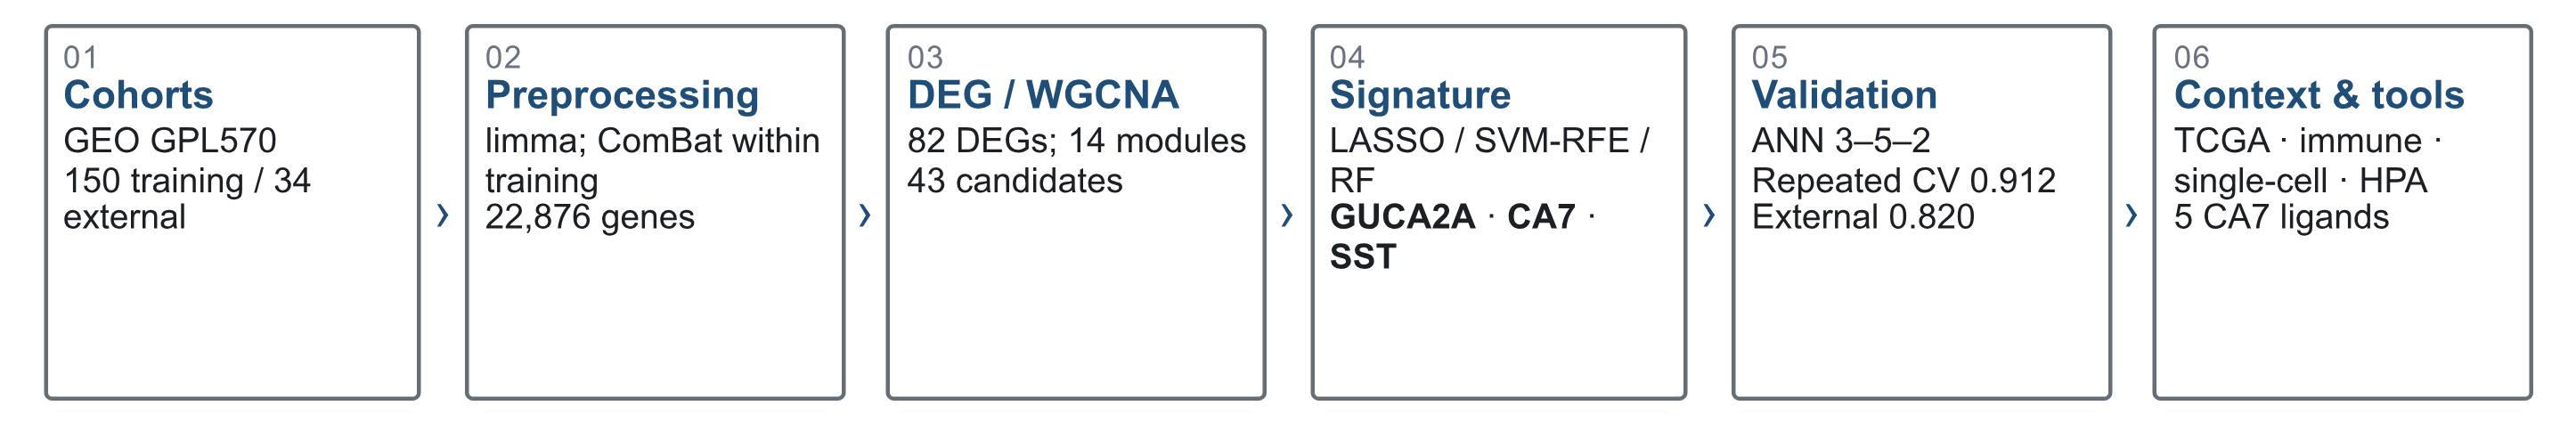 01
Cohorts
GEO GPL570
150 training / 34
external
›
02
Preprocessing
limma; ComBat within
training
22,876 genes
›
03
DEG / WGCNA
82 DEGs; 14 modules
43 candidates
›
04
Signature
LASSO / SVM-RFE /
RF
GUCA2A · CA7 ·
SST
›
05
Validation
ANN 3–5–2
Repeated CV 0.912
External 0.820
›
06
Context & tools
TCGA · immune ·
single-cell · HPA
5 CA7 ligands